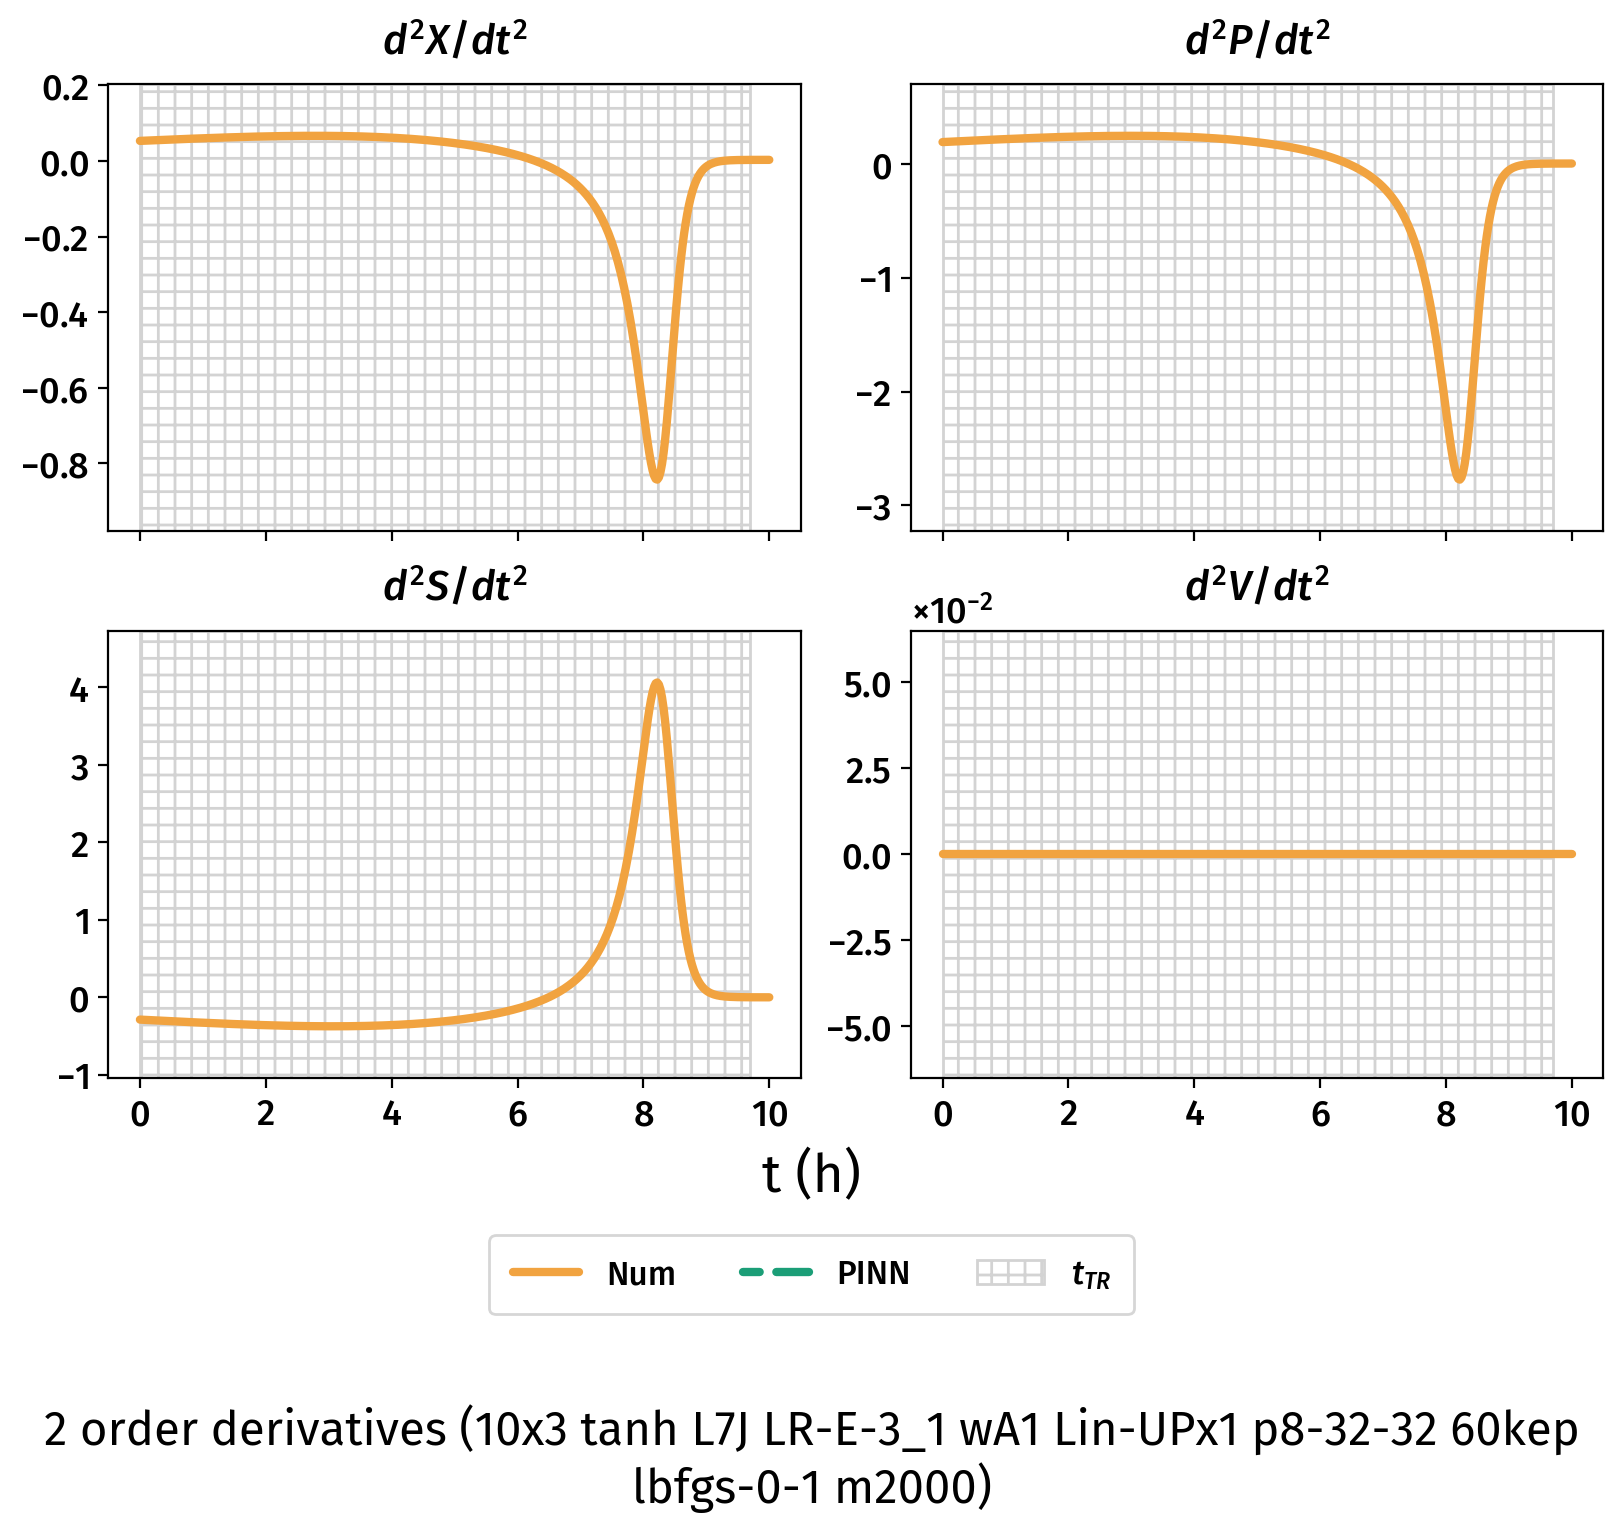 d²X/dt²
d²P/dt²
0.2
0.0
−0.2
−0.4
−0.6
−0.8
0
−1
−2
−3
d²S/dt²
d²V/dt²
×10⁻²
4
3
2
1
0
−1
5.0
2.5
0.0
−2.5
−5.0
0 2 4 6 8 10
0 2 4 6 8 10
t (h)
Num PINN t_TR
2 order derivatives (10x3 tanh L7J LR-E-3_1 wA1 Lin-UPx1 p8-32-32 60kep
lbfgs-0-1 m2000)